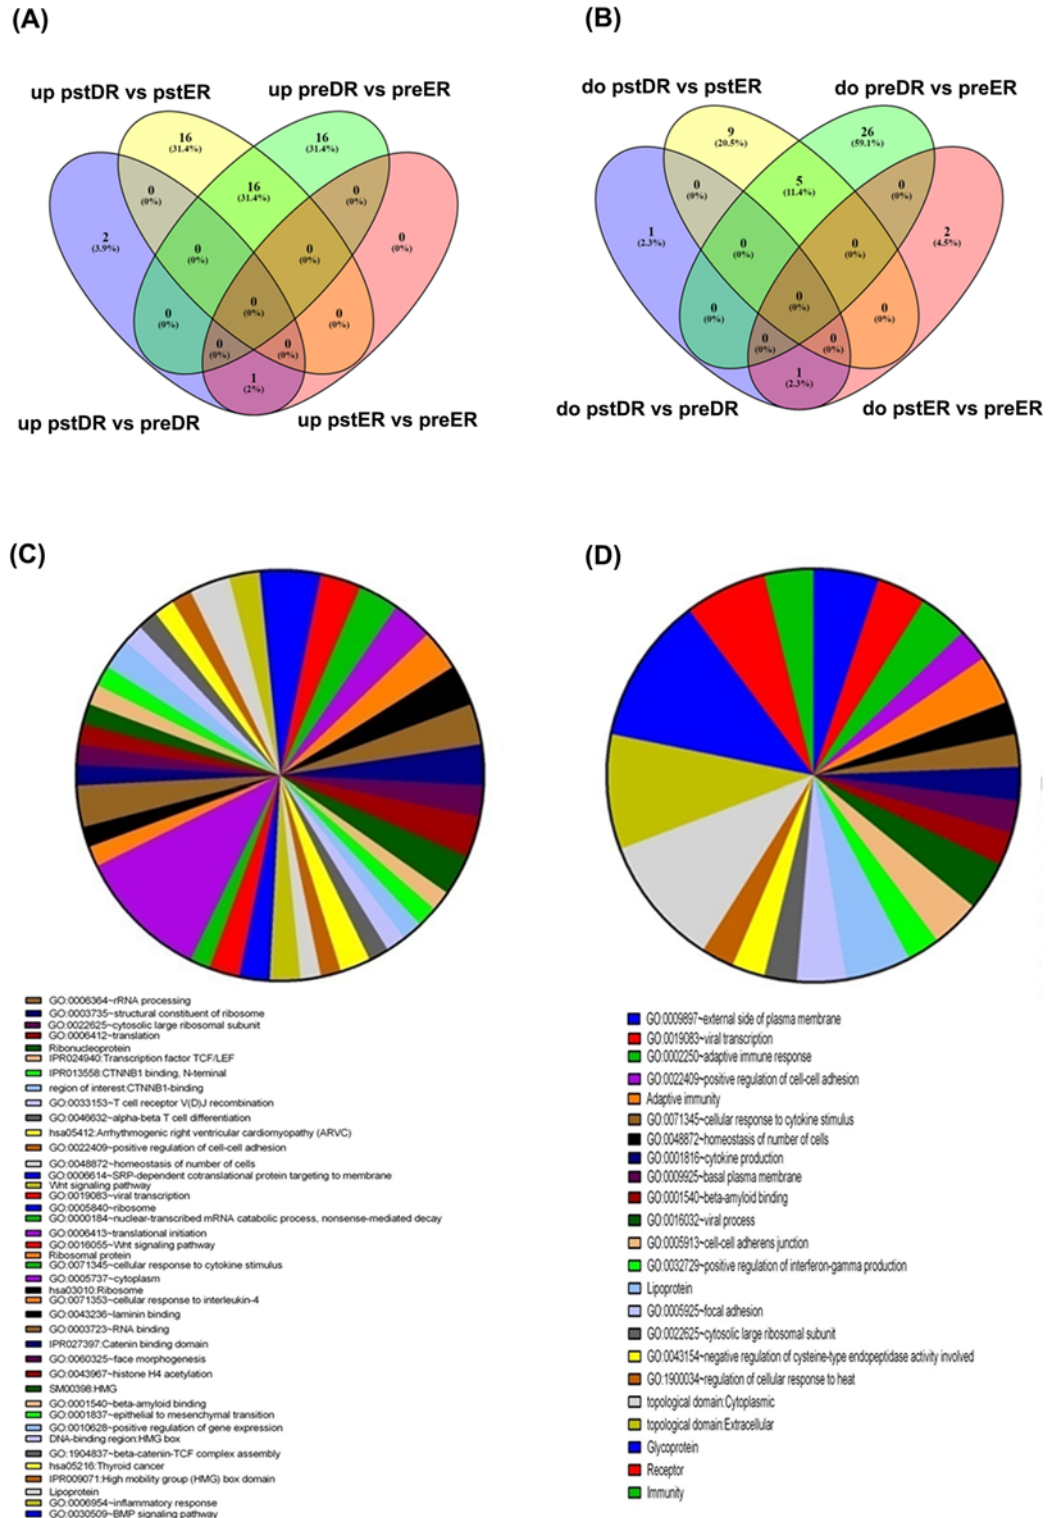 (A)
(B)
up pstDR vs pstER
up preDR vs preER
16
(31.4%)
16
(31.4%)
0
(0%)
16
(31.4%)
0
(0%)
2
(3.9%)
0
(0%)
0
(0%)
0
(0%)
0
(0%)
0
(0%)
0
(0%)
0
(0%)
0
(0%)
1
(2%)
up pstDR vs preDR
up pstER vs preER
do pstDR vs pstER
do preDR vs preER
9
(20.5%)
26
(59.1%)
0
(0%)
5
(11.4%)
0
(0%)
1
(2.3%)
0
(0%)
0
(0%)
2
(4.5%)
0
(0%)
0
(0%)
0
(0%)
0
(0%)
0
(0%)
1
(2.3%)
do pstDR vs preDR
do pstER vs preER
(C)
(D)
GO:0006364~rRNA processing
GO:0003735~structural constituent of ribosome
GO:0022625~cytosolic large ribosomal subunit
GO:0006412~translation
Ribonucleoprotein
IPR024940:Transcription factor TCF/LEF
IPR013558:CTNNB1 binding, N-teminal
region of interest:CTNNB1-binding
GO:0033153~T cell receptor V(D)J recombination
GO:0046632~alpha-beta T cell differentiation
hsa05412:Arrhythmogenic right ventricular cardiomyopathy (ARVC)
GO:0022409~positive regulation of cell-cell adhesion
GO:0048872~homeostasis of number of cells
GO:0006614~SRP-dependent cotranslational protein targeting to membrane
Wnt signaling pathway
GO:0019083~viral transcription
GO:0005840~ribosome
GO:0000184~nuclear-transcribed mRNA catabolic process, nonsense-mediated decay
GO:0006413~translational initiation
GO:0016055~Wnt signaling pathway
Ribosomal protein
GO:0071345~cellular response to cytokine stimulus
GO:0005737~cytoplasm
hsa03010:Ribosome
GO:0071353~cellular response to interleukin-4
GO:0043236~laminin binding
GO:0003723~RNA binding
IPR027397:Catenin binding domain
GO:0060325~face morphogenesis
GO:0043967~histone H4 acetylation
SM00398:HMG
GO:0001540~beta-amyloid binding
GO:0001837~epithelial to mesenchymal transition
GO:0010628~positive regulation of gene expression
DNA-binding region:HMG box
GO:1904837~beta-catenin-TCF complex assembly
hsa05216:Thyroid cancer
IPR009071:High mobility group (HMG) box domain
Lipoprotein
GO:0006954~inflammatory response
GO:0030509~BMP signaling pathway
GO:0009897~external side of plasma membrane
GO:0019083~viral transcription
GO:0002250~adaptive immune response
GO:0022409~positive regulation of cell-cell adhesion
Adaptive immunity
GO:0071345~cellular response to cytokine stimulus
GO:0048872~homeostasis of number of cells
GO:0001816~cytokine production
GO:0009925~basal plasma membrane
GO:0001540~beta-amyloid binding
GO:0016032~viral process
GO:0005913~cell-cell adherens junction
GO:0032729~positive regulation of interferon-gamma production
Lipoprotein
GO:0005925~focal adhesion
GO:0022625~cytosolic large ribosomal subunit
GO:0043154~negative regulation of cysteine-type endopeptidase activity involved
GO:1900034~regulation of cellular response to heat
topological domain:Cytoplasmic
topological domain:Extracellular
Glycoprotein
Receptor
Immunity